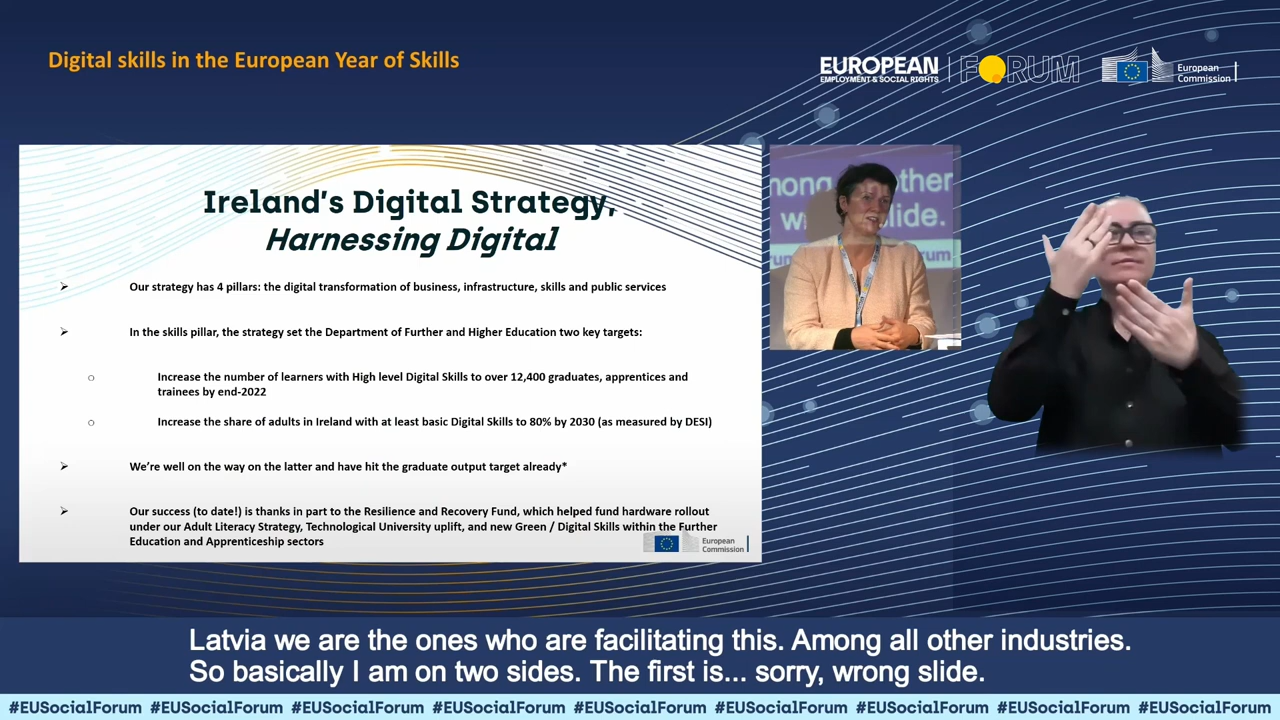 Digital skills in the European Year of Skills
EUROPEAN
EMPLOYMENT & SOCIAL RIGHTS
FORUM
European
Commission
Ireland's Digital Strategy,
Harnessing Digital
Our strategy has 4 pillars: the digital transformation of business, infrastructure, skills and public services
In the skills pillar, the strategy set the Department of Further and Higher Education two key targets:
Increase the number of learners with High level Digital Skills to over 12,400 graduates, apprentices and
trainees by end-2022
Increase the share of adults in Ireland with at least basic Digital Skills to 80% by 2030 (as measured by DESI)
We're well on the way on the latter and have hit the graduate output target already*
Our success (to date!) is thanks in part to the Resilience and Recovery Fund, which helped fund hardware rollout
under our Adult Literacy Strategy, Technological University uplift, and new Green / Digital Skills within the Further
Education and Apprenticeship sectors
European
Commission
other
slide.
Latvia we are the ones who are facilitating this. Among all other industries.
So basically I am on two sides. The first is... sorry, wrong slide.
#EUSocialForum #EUSocialForum #EUSocialForum #EUSocialForum #EUSocialForum #EUSocialForum #EUSocialForum #EUSocialForum #EUSocialForum